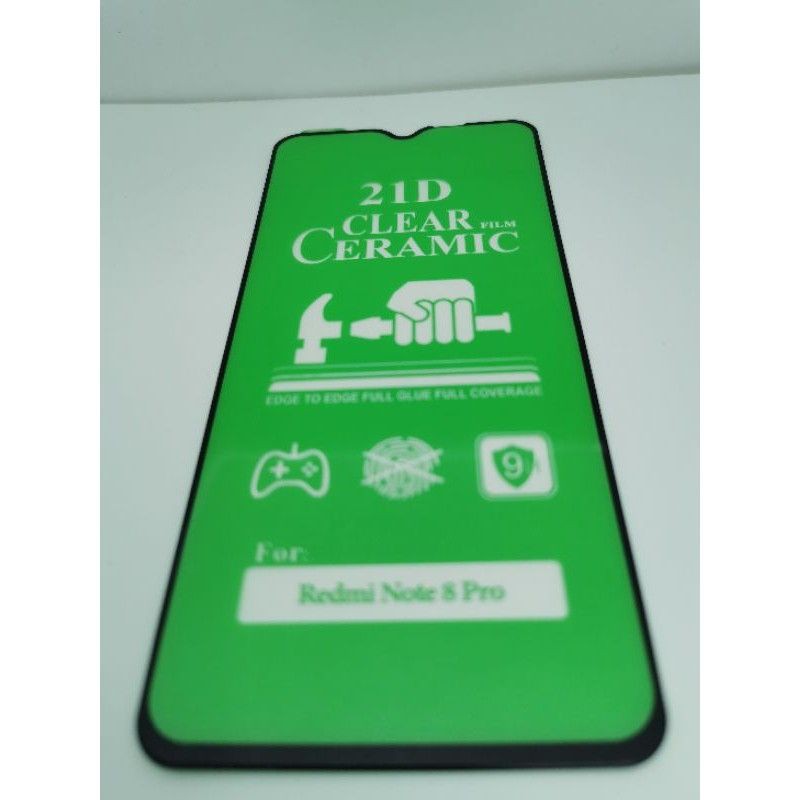 21D
CLEAR FILM
CERAMIC
EDGE TO EDGE FULL GLUE FULL COVERAGE
9
For:
Redmi Note 8 Pro